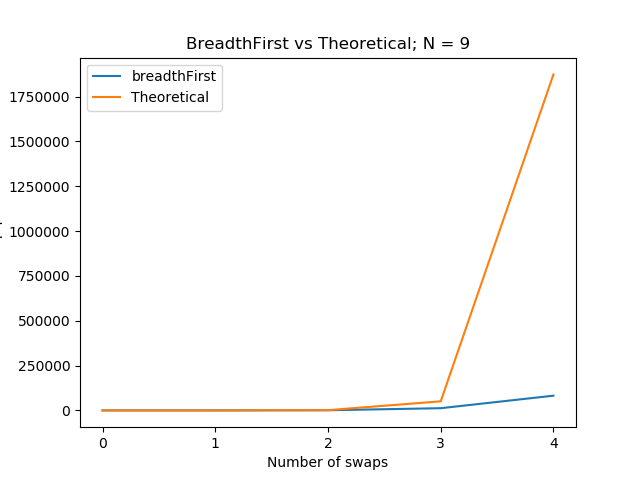 BreadthFirst vs Theoretical; N = 9
breadthFirst
Theoretical
1750000
1500000
1250000
1000000
750000
500000
250000
0
0 1 2 3 4
Number of swaps